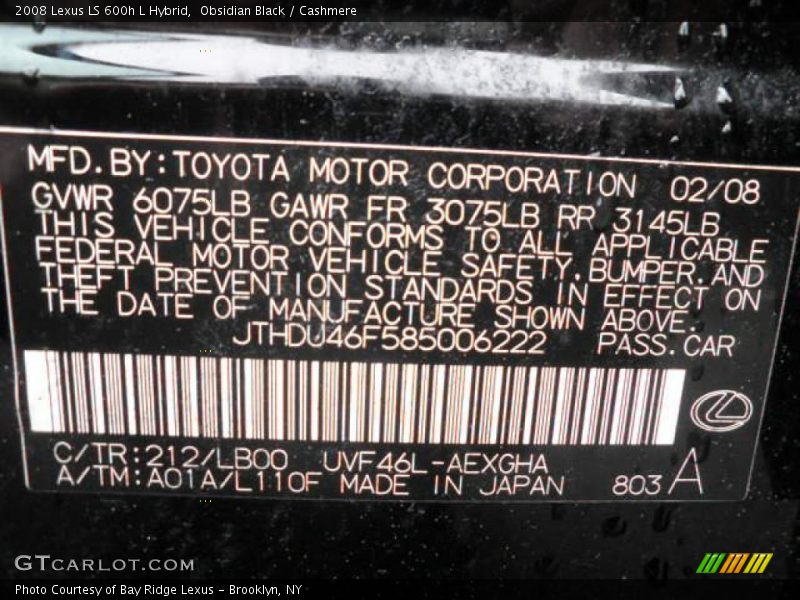 2008 Lexus LS 600h L Hybrid,  Obsidian Black / Cashmere
MFD.BY:TOYOTA MOTOR CORPORATION 02/08
GVWR 6075LB GAWR FR 3075LB RR 3145LB
THIS VEHICLE CONFORMS TO ALL APPLICABLE
FEDERAL MOTOR VEHICLE SAFETY,BUMPER,AND
THEFT PREVENTION STANDARDS IN EFFECT ON
THE DATE OF MANUFACTURE SHOWN ABOVE.
JTHDU46F585006222 PASS.CAR
C/TR:212/LB00 UVF46L-AEXGHA
A/TM:A01A/L110F MADE IN JAPAN 803 A
GTCARLOT.COM
Photo Courtesy of Bay Ridge Lexus - Brooklyn, NY